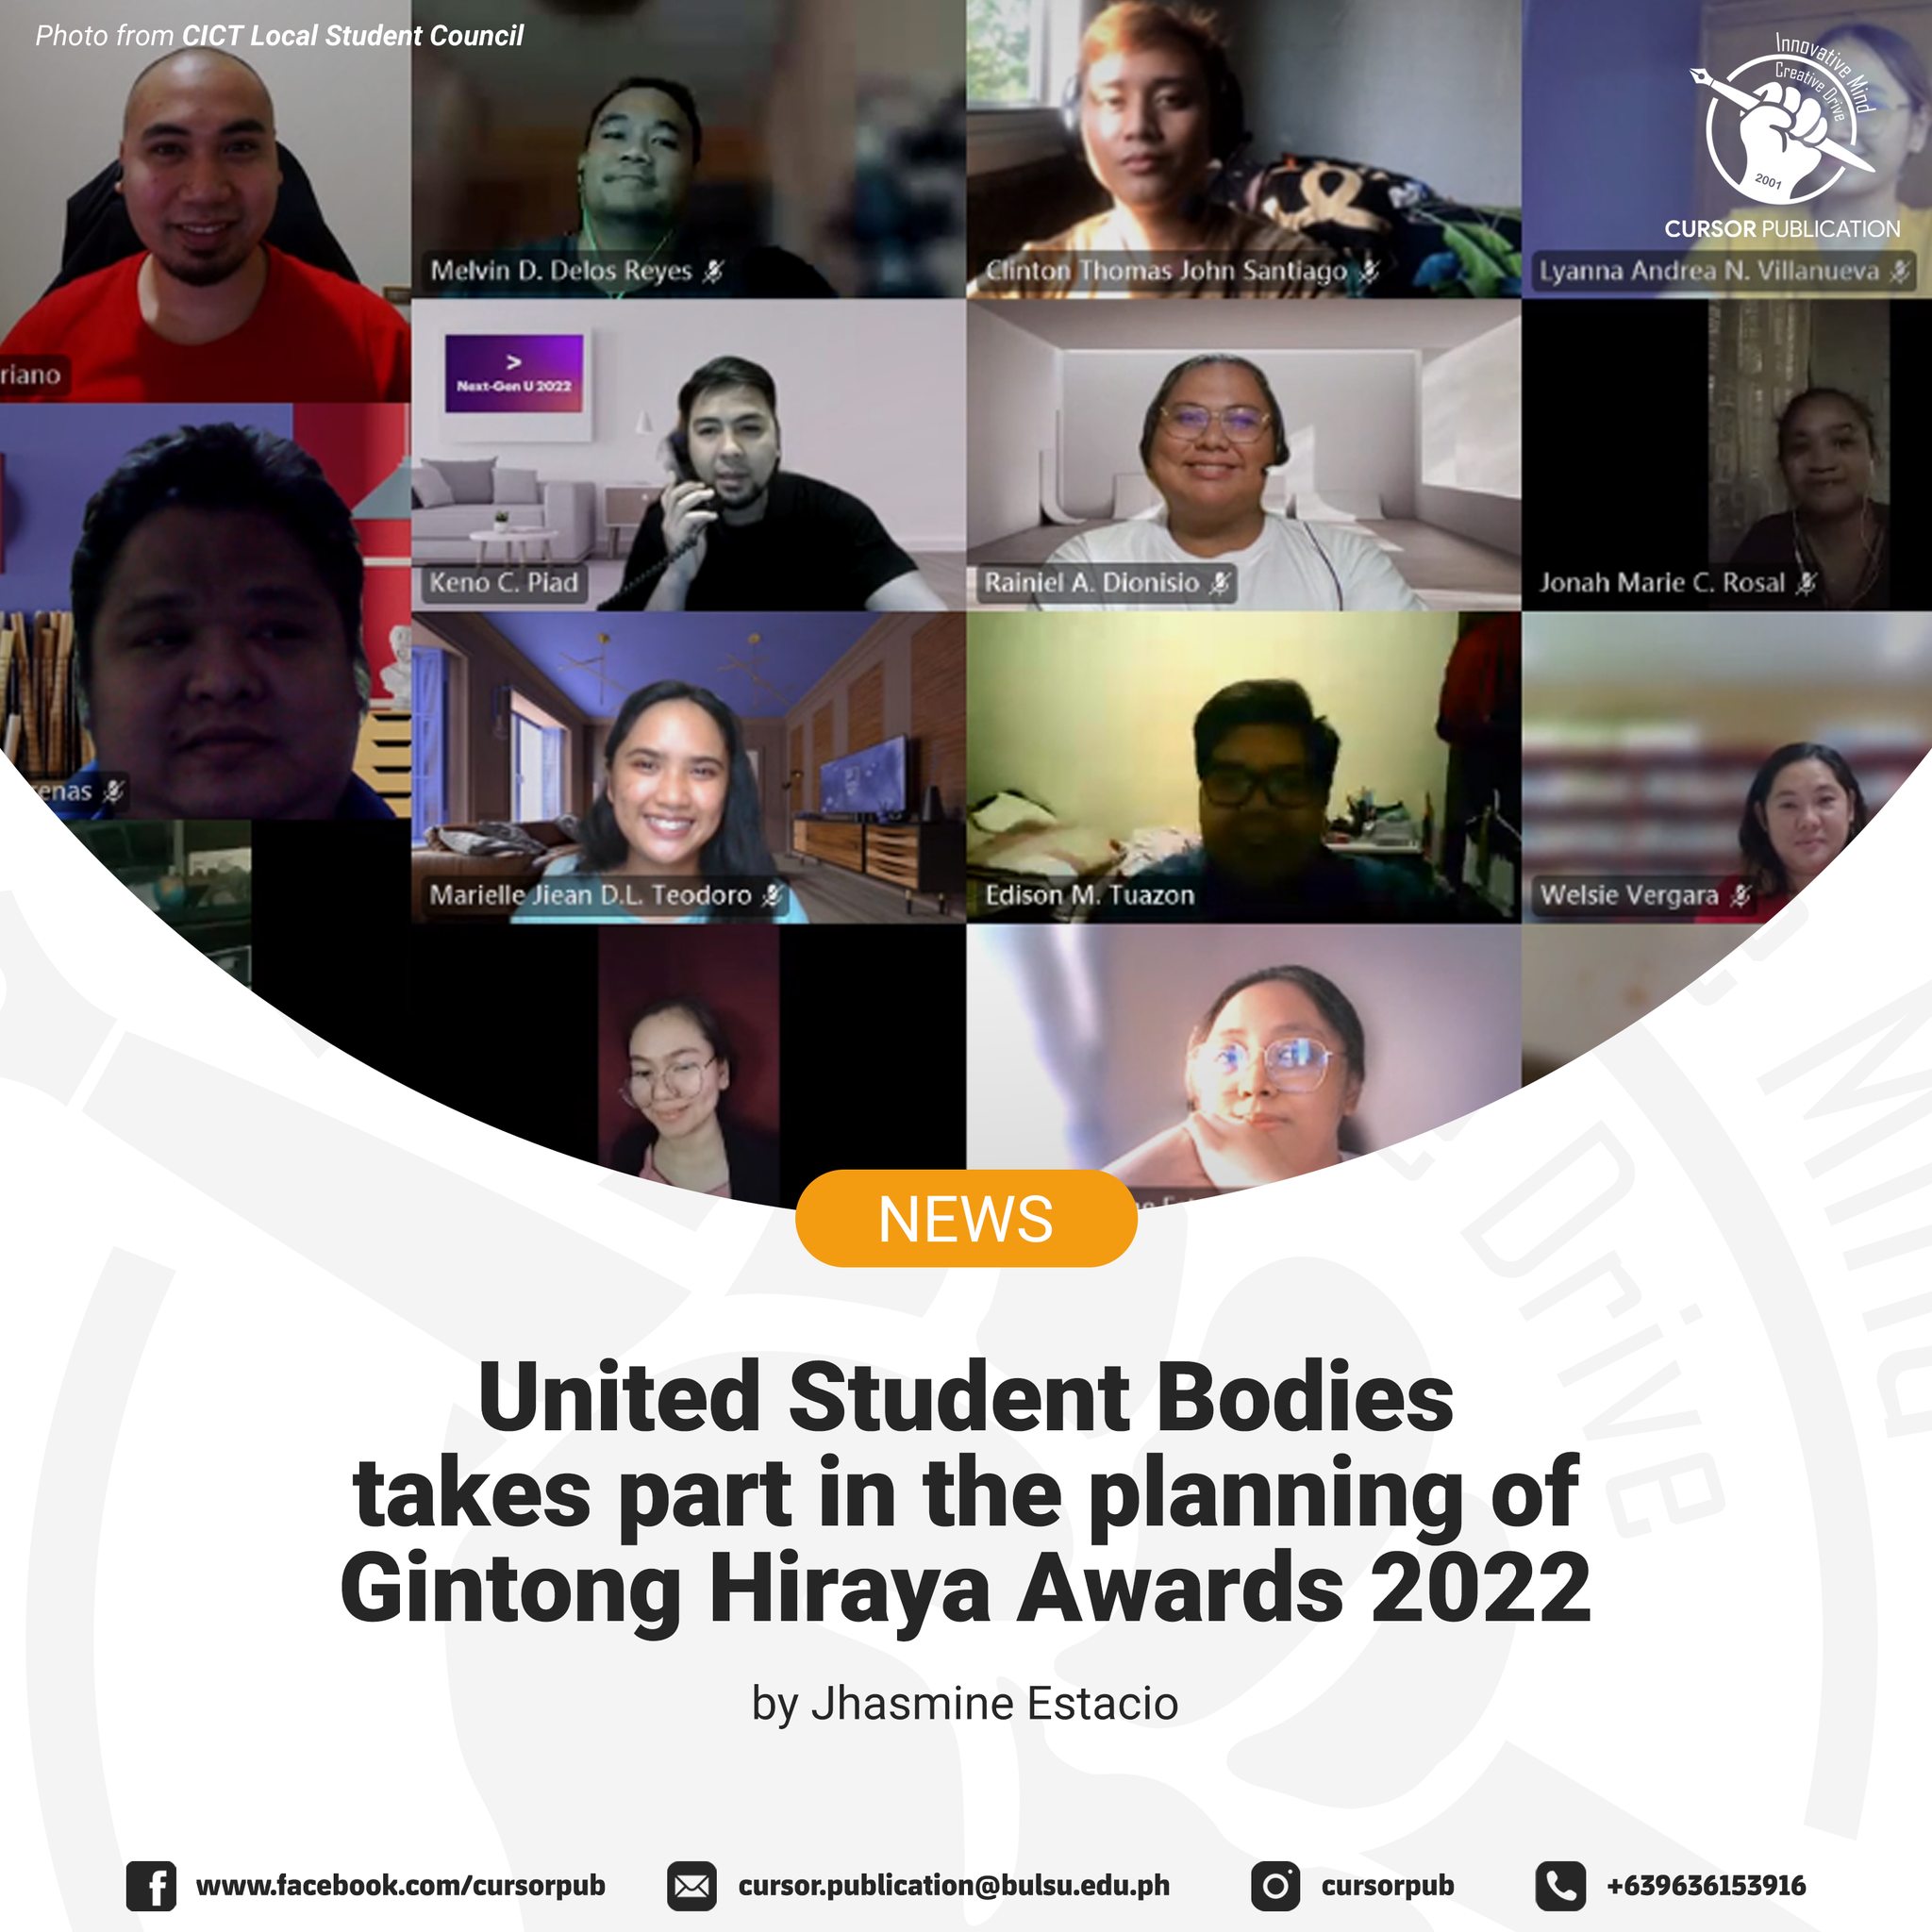 Photo from CICT Local Student Council
Innovative Mind
Creative Drive
2001
CURSOR PUBLICATION
riano
Melvin D. Delos Reyes
Clinton Thomas John Santiago
Lyanna Andrea N. Villanueva
>
Next-Gen U 2022
Keno C. Piad
Rainiel A. Dionisio
Jonah Marie C. Rosal
enas
Marielle Jiean D.L. Teodoro
Edison M. Tuazon
Welsie Vergara
NEWS
United Student Bodies
takes part in the planning of
Gintong Hiraya Awards 2022
by Jhasmine Estacio
Mind
Drive
www.facebook.com/cursorpub
cursor.publication@bulsu.edu.ph
cursorpub
+639636153916